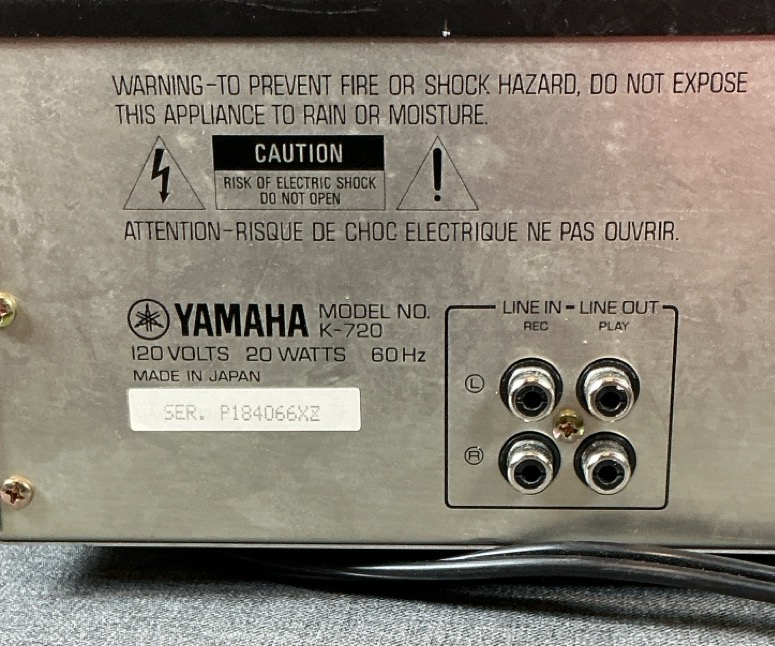 WARNING-TO PREVENT FIRE OR SHOCK HAZARD, DO NOT EXPOSE
THIS APPLIANCE TO RAIN OR MOISTURE.
CAUTION
RISK OF ELECTRIC SHOCK
DO NOT OPEN
ATTENTION-RISQUE DE CHOC ELECTRIQUE NE PAS OUVRIR.
YAMAHA MODEL NO.
K-720
120 VOLTS 20 WATTS 60 Hz
MADE IN JAPAN
SER. P184066XZ
LINE IN - LINE OUT
REC PLAY
L
R